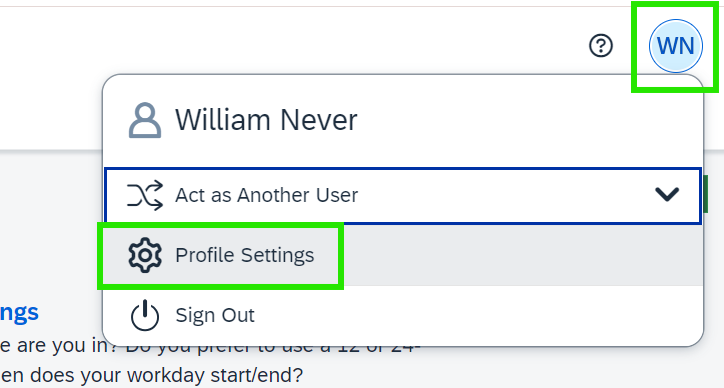 WN
William Never
Act as Another User
Profile Settings
Sign Out
ngs
e are you in? Do you prefer to use a 12 or 24-
en does your workday start/end?